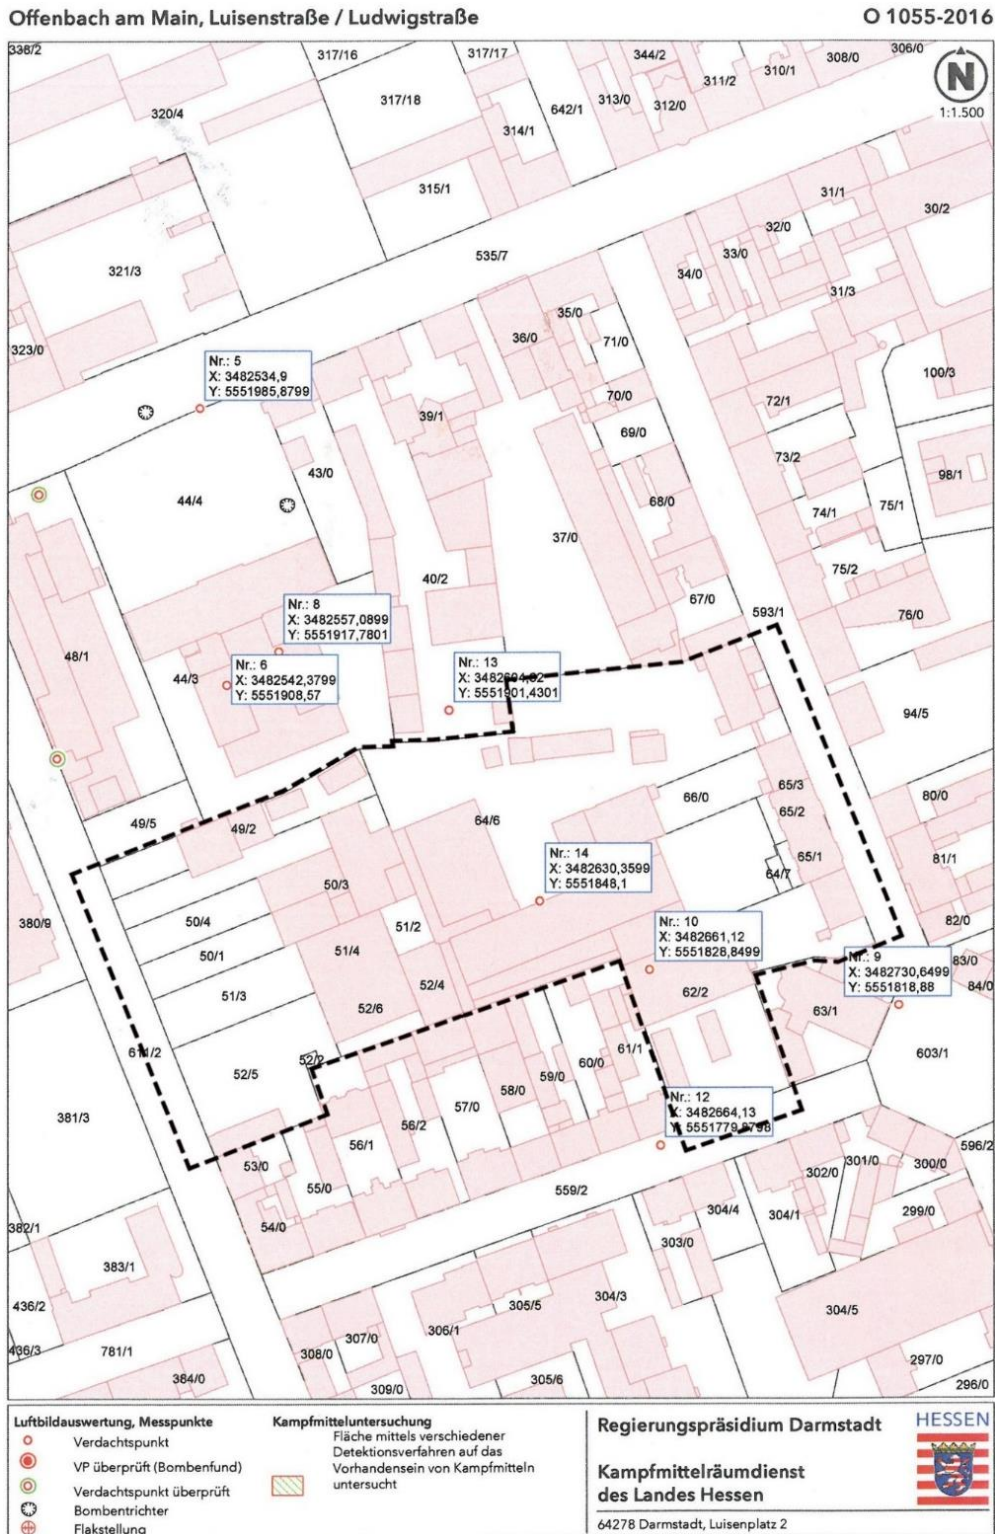 Offenbach am Main, Luisenstraße / Ludwigstraße
O 1055-2016
338/2
317/16
317/17
344/2
311/2
310/1
308/0
306/0
N
1:1.500
320/4
317/18
314/1
642/1
313/0
312/0
315/1
31/1
30/2
32/0
33/0
34/0
535/7
321/3
31/3
35/0
36/0
71/0
323/0
Nr.: 5
X: 3482534,9
Y: 5551985,8799
100/3
70/0
72/1
39/1
69/0
73/2
43/0
98/1
44/4
68/0
75/1
74/1
37/0
75/2
40/2
67/0
593/1
76/0
Nr.: 8
X: 3482557,0899
Y: 5551917,7801
48/1
44/3
Nr.: 6
X: 3482542,3799
Y: 5551908,57
Nr.: 13
Y: 5551901,4301
94/5
65/3
66/0
80/0
65/2
49/5
49/2
64/6
81/1
65/1
64/7
Nr.: 14
X: 3482630,3599
Y: 5551848,1
50/3
380/9
50/4
51/2
82/0
Nr.: 10
X: 3482661,12
Y: 5551828,8499
50/1
51/4
Nr.: 9
X: 3482730,6499
Y: 5551818,88
83/0
84/0
52/4
51/3
62/2
52/6
63/1
611/2
603/1
52/2
52/5
61/1
60/0
59/0
58/0
57/0
Nr.: 12
X: 3482664,13
381/3
56/2
56/1
596/2
53/0
301/0
300/0
302/0
55/0
559/2
304/4
304/1
299/0
382/1
54/0
303/0
383/1
304/3
436/2
305/5
304/5
306/1
307/0
436/3
781/1
308/0
297/0
384/0
309/0
305/6
296/0
Luftbildauswertung, Messpunkte
Verdachtspunkt
VP überprüft (Bombenfund)
Verdachtspunkt überprüft
Bombentrichter
Flakstellung
Kampfmitteluntersuchung
Fläche mittels verschiedener
Detektionsverfahren auf das
Vorhandensein von Kampfmitteln
untersucht
Regierungspräsidium Darmstadt
Kampfmittelräumdienst
des Landes Hessen
64278 Darmstadt, Luisenplatz 2
HESSEN